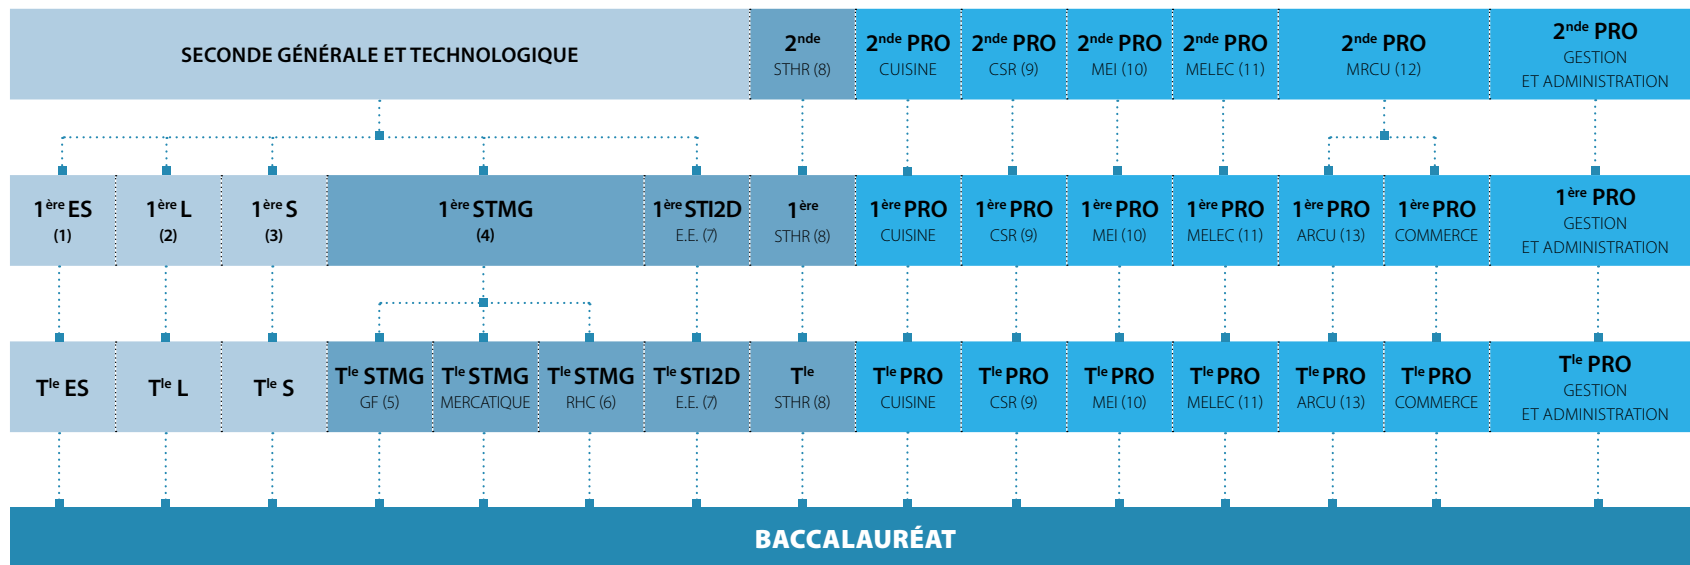 SECONDE GÉNÉRALE ET TECHNOLOGIQUE
2nde
STHR (8)
2nde PRO
CUISINE
2nde PRO
CSR (9)
2nde PRO
MEI (10)
2nde PRO
MELEC (11)
2nde PRO
MRCU (12)
2nde PRO
GESTION
ET ADMINISTRATION
1ère ES
(1)
1ère L
(2)
1ère S
(3)
1ère STMG
(4)
1ère STI2D
E.E. (7)
1ère
STHR (8)
1ère PRO
CUISINE
1ère PRO
CSR (9)
1ère PRO
MEI (10)
1ère PRO
MELEC (11)
1ère PRO
ARCU (13)
1ère PRO
COMMERCE
1ère PRO
GESTION
ET ADMINISTRATION
Tle ES
Tle L
Tle S
Tle STMG
GF (5)
Tle STMG
MERCATIQUE
Tle STMG
RHC (6)
Tle STI2D
E.E. (7)
Tle
STHR (8)
Tle PRO
CUISINE
Tle PRO
CSR (9)
Tle PRO
MEI (10)
Tle PRO
MELEC (11)
Tle PRO
ARCU (13)
Tle PRO
COMMERCE
Tle PRO
GESTION
ET ADMINISTRATION
BACCALAURÉAT